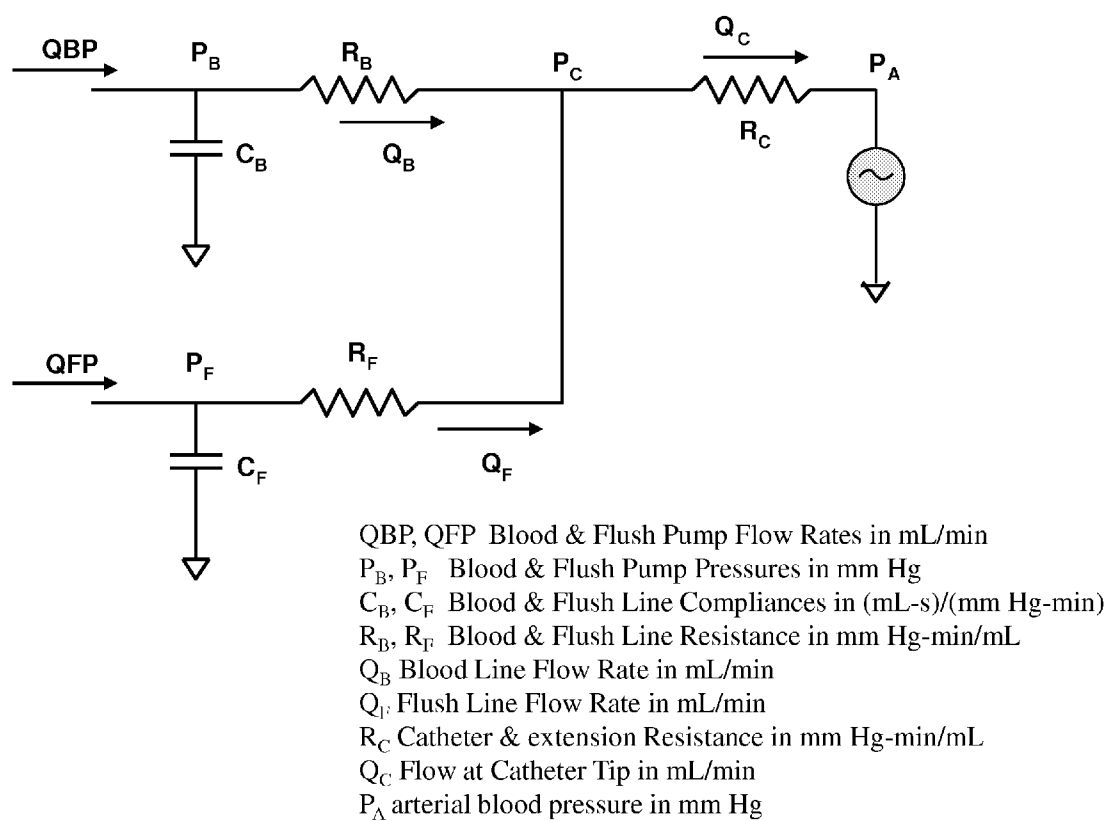 QBP
P_B
R_B
P_C
Q_C
P_A
C_B
Q_B
R_C
QFP
P_F
R_F
C_F
Q_F
QBP, QFP Blood & Flush Pump Flow Rates in mL/min
P_B, P_F Blood & Flush Pump Pressures in mm Hg
C_B, C_F Blood & Flush Line Compliances in (mL-s)/(mm Hg-min)
R_B, R_F Blood & Flush Line Resistance in mm Hg-min/mL
Q_B Blood Line Flow Rate in mL/min
Q_F Flush Line Flow Rate in mL/min
R_C Catheter & extension Resistance in mm Hg-min/mL
Q_C Flow at Catheter Tip in mL/min
P_A arterial blood pressure in mm Hg